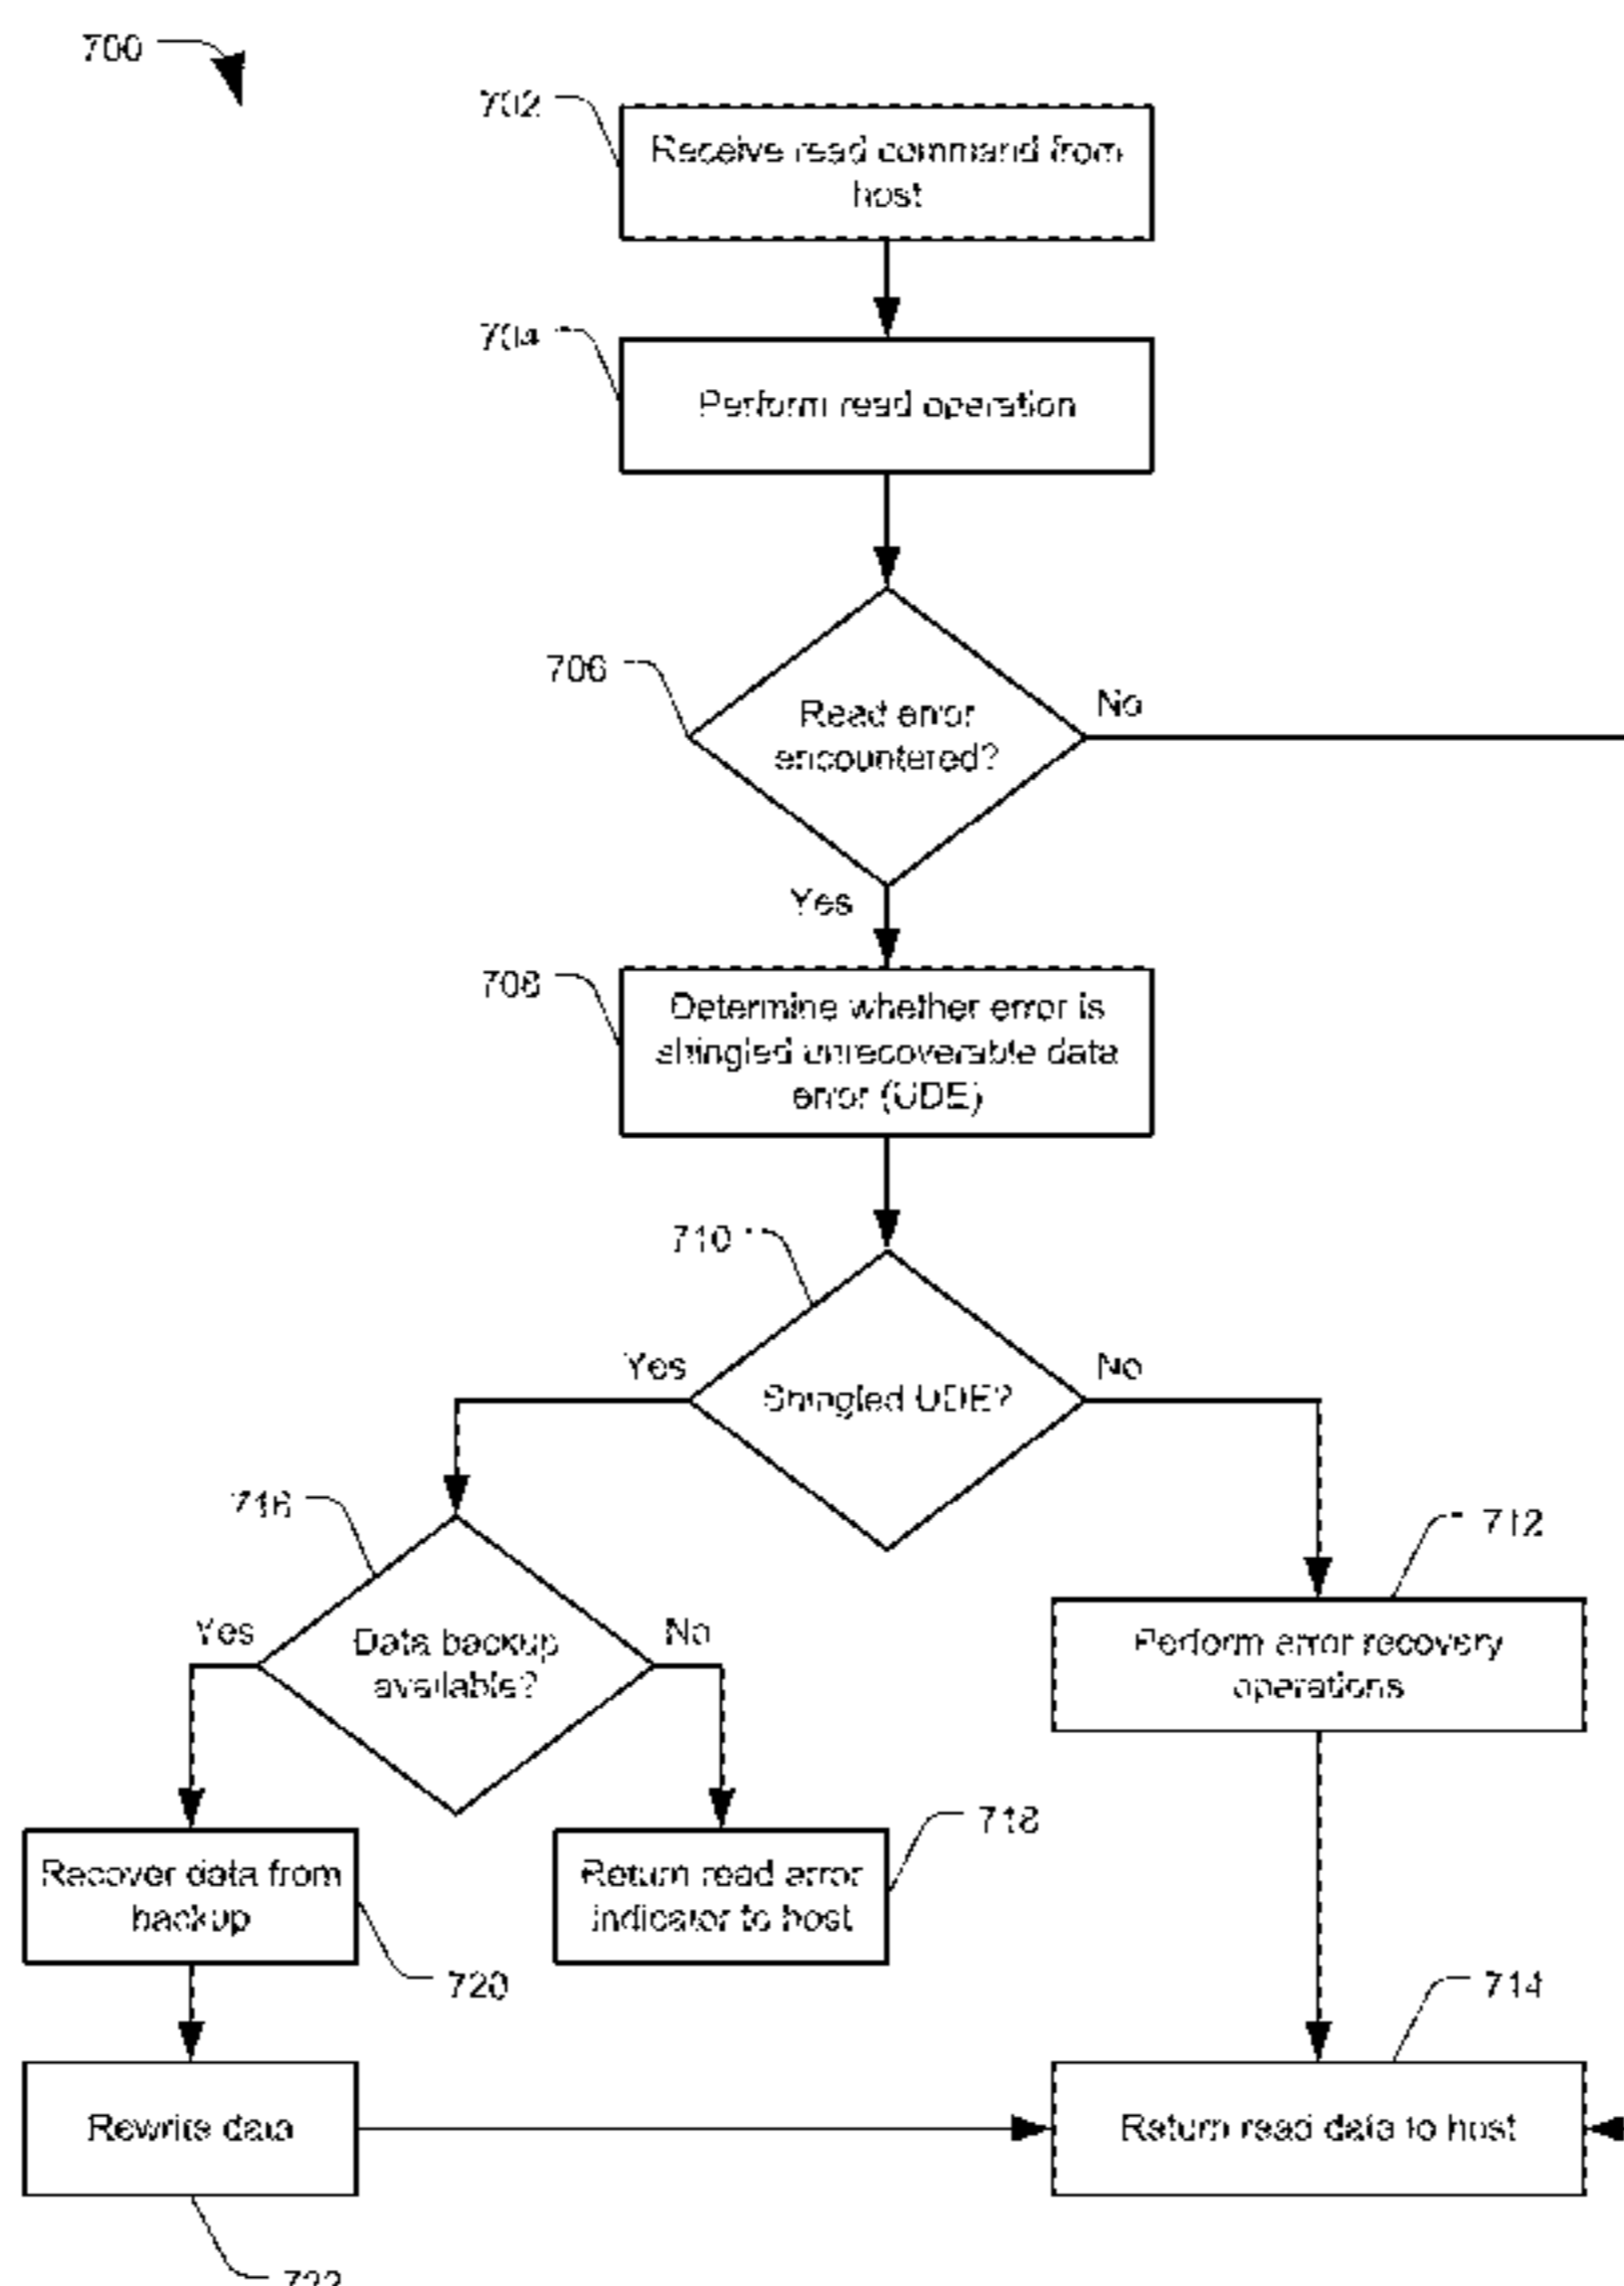 700
702
Receive read command from
host
704
Perform read operation
706
Read error
encountered?
No
Yes
708
Determine whether error is
shingled unrecoverable data
error (UDE)
710
Yes
Shingled UDE?
No
716
712
Yes
Data backup
available?
No
Perform error recovery
operations
718
Recover data from
backup
Return read error
indicator to host
720
714
Rewrite data
Return read data to host
722